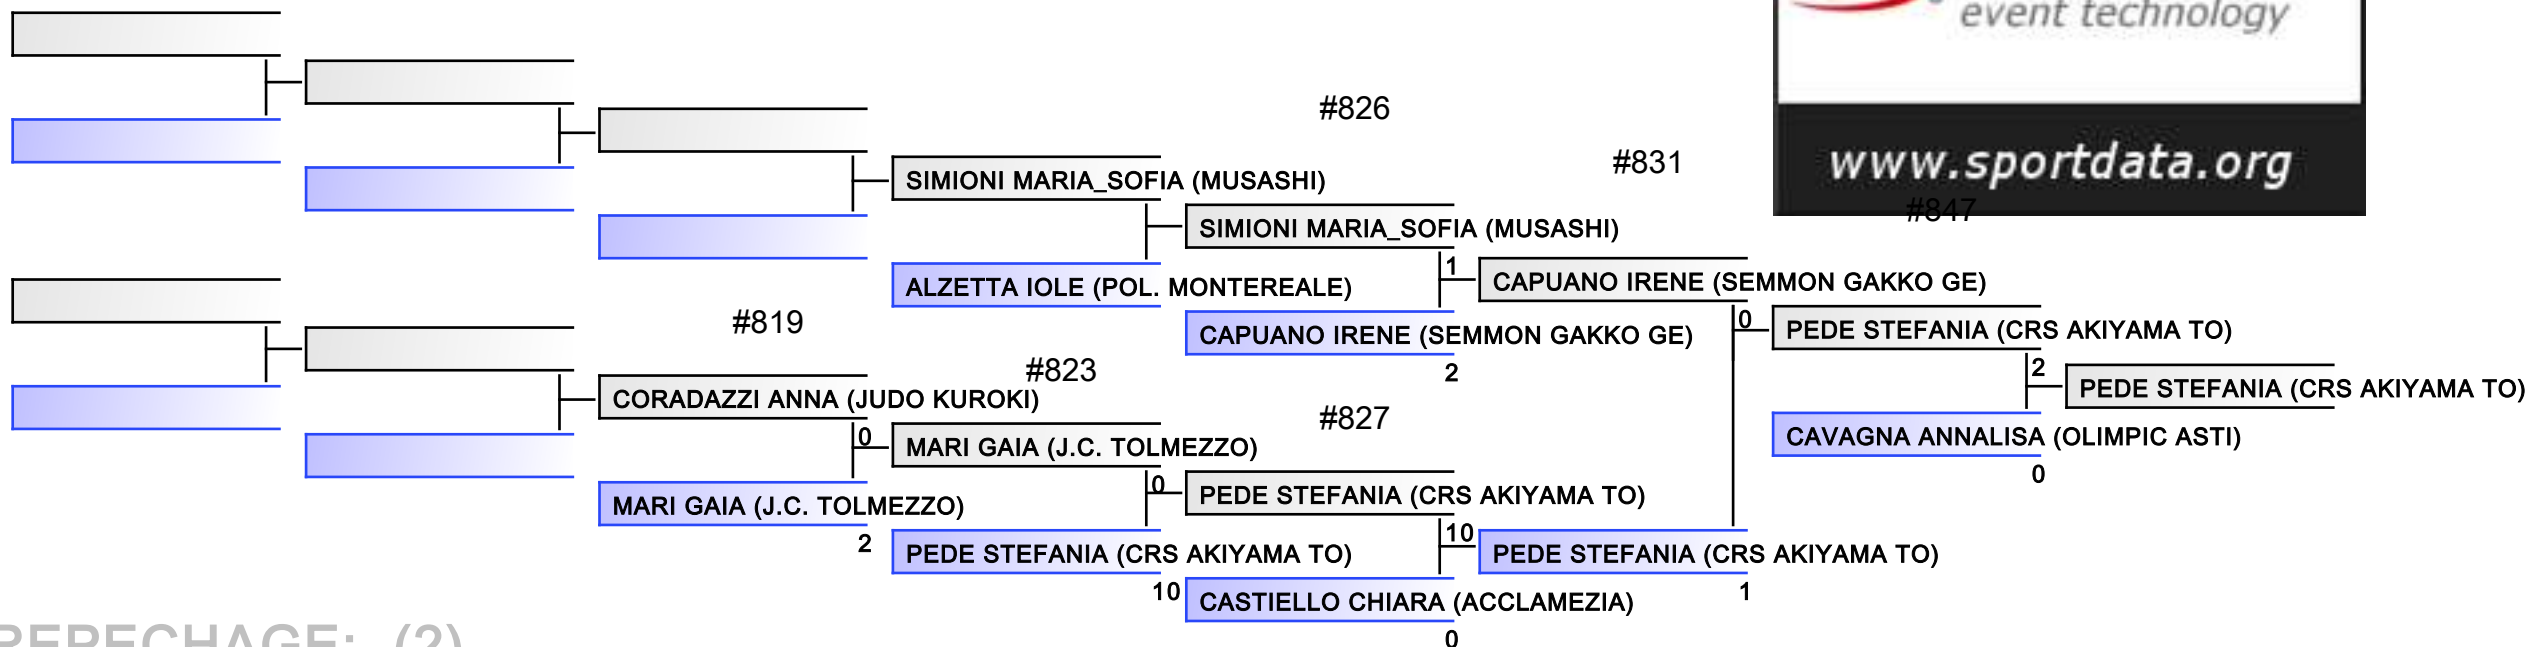 event technology
www.sportdata.org
#826
#831
#847
SIMIONI MARIA_SOFIA (MUSASHI)
SIMIONI MARIA_SOFIA (MUSASHI)
1
ALZETTA IOLE (POL. MONTEREALE)
CAPUANO IRENE (SEMMON GAKKO GE)
0
#819
CAPUANO IRENE (SEMMON GAKKO GE)
2
PEDE STEFANIA (CRS AKIYAMA TO)
2
#823
PEDE STEFANIA (CRS AKIYAMA TO)
CORADAZZI ANNA (JUDO KUROKI)
0
#827
CAVAGNA ANNALISA (OLIMPIC ASTI)
0
MARI GAIA (J.C. TOLMEZZO)
0
MARI GAIA (J.C. TOLMEZZO)
2
PEDE STEFANIA (CRS AKIYAMA TO)
10
PEDE STEFANIA (CRS AKIYAMA TO)
10
PEDE STEFANIA (CRS AKIYAMA TO)
1
CASTIELLO CHIARA (ACCLAMEZIA)
0
REPECHAGE: (2)